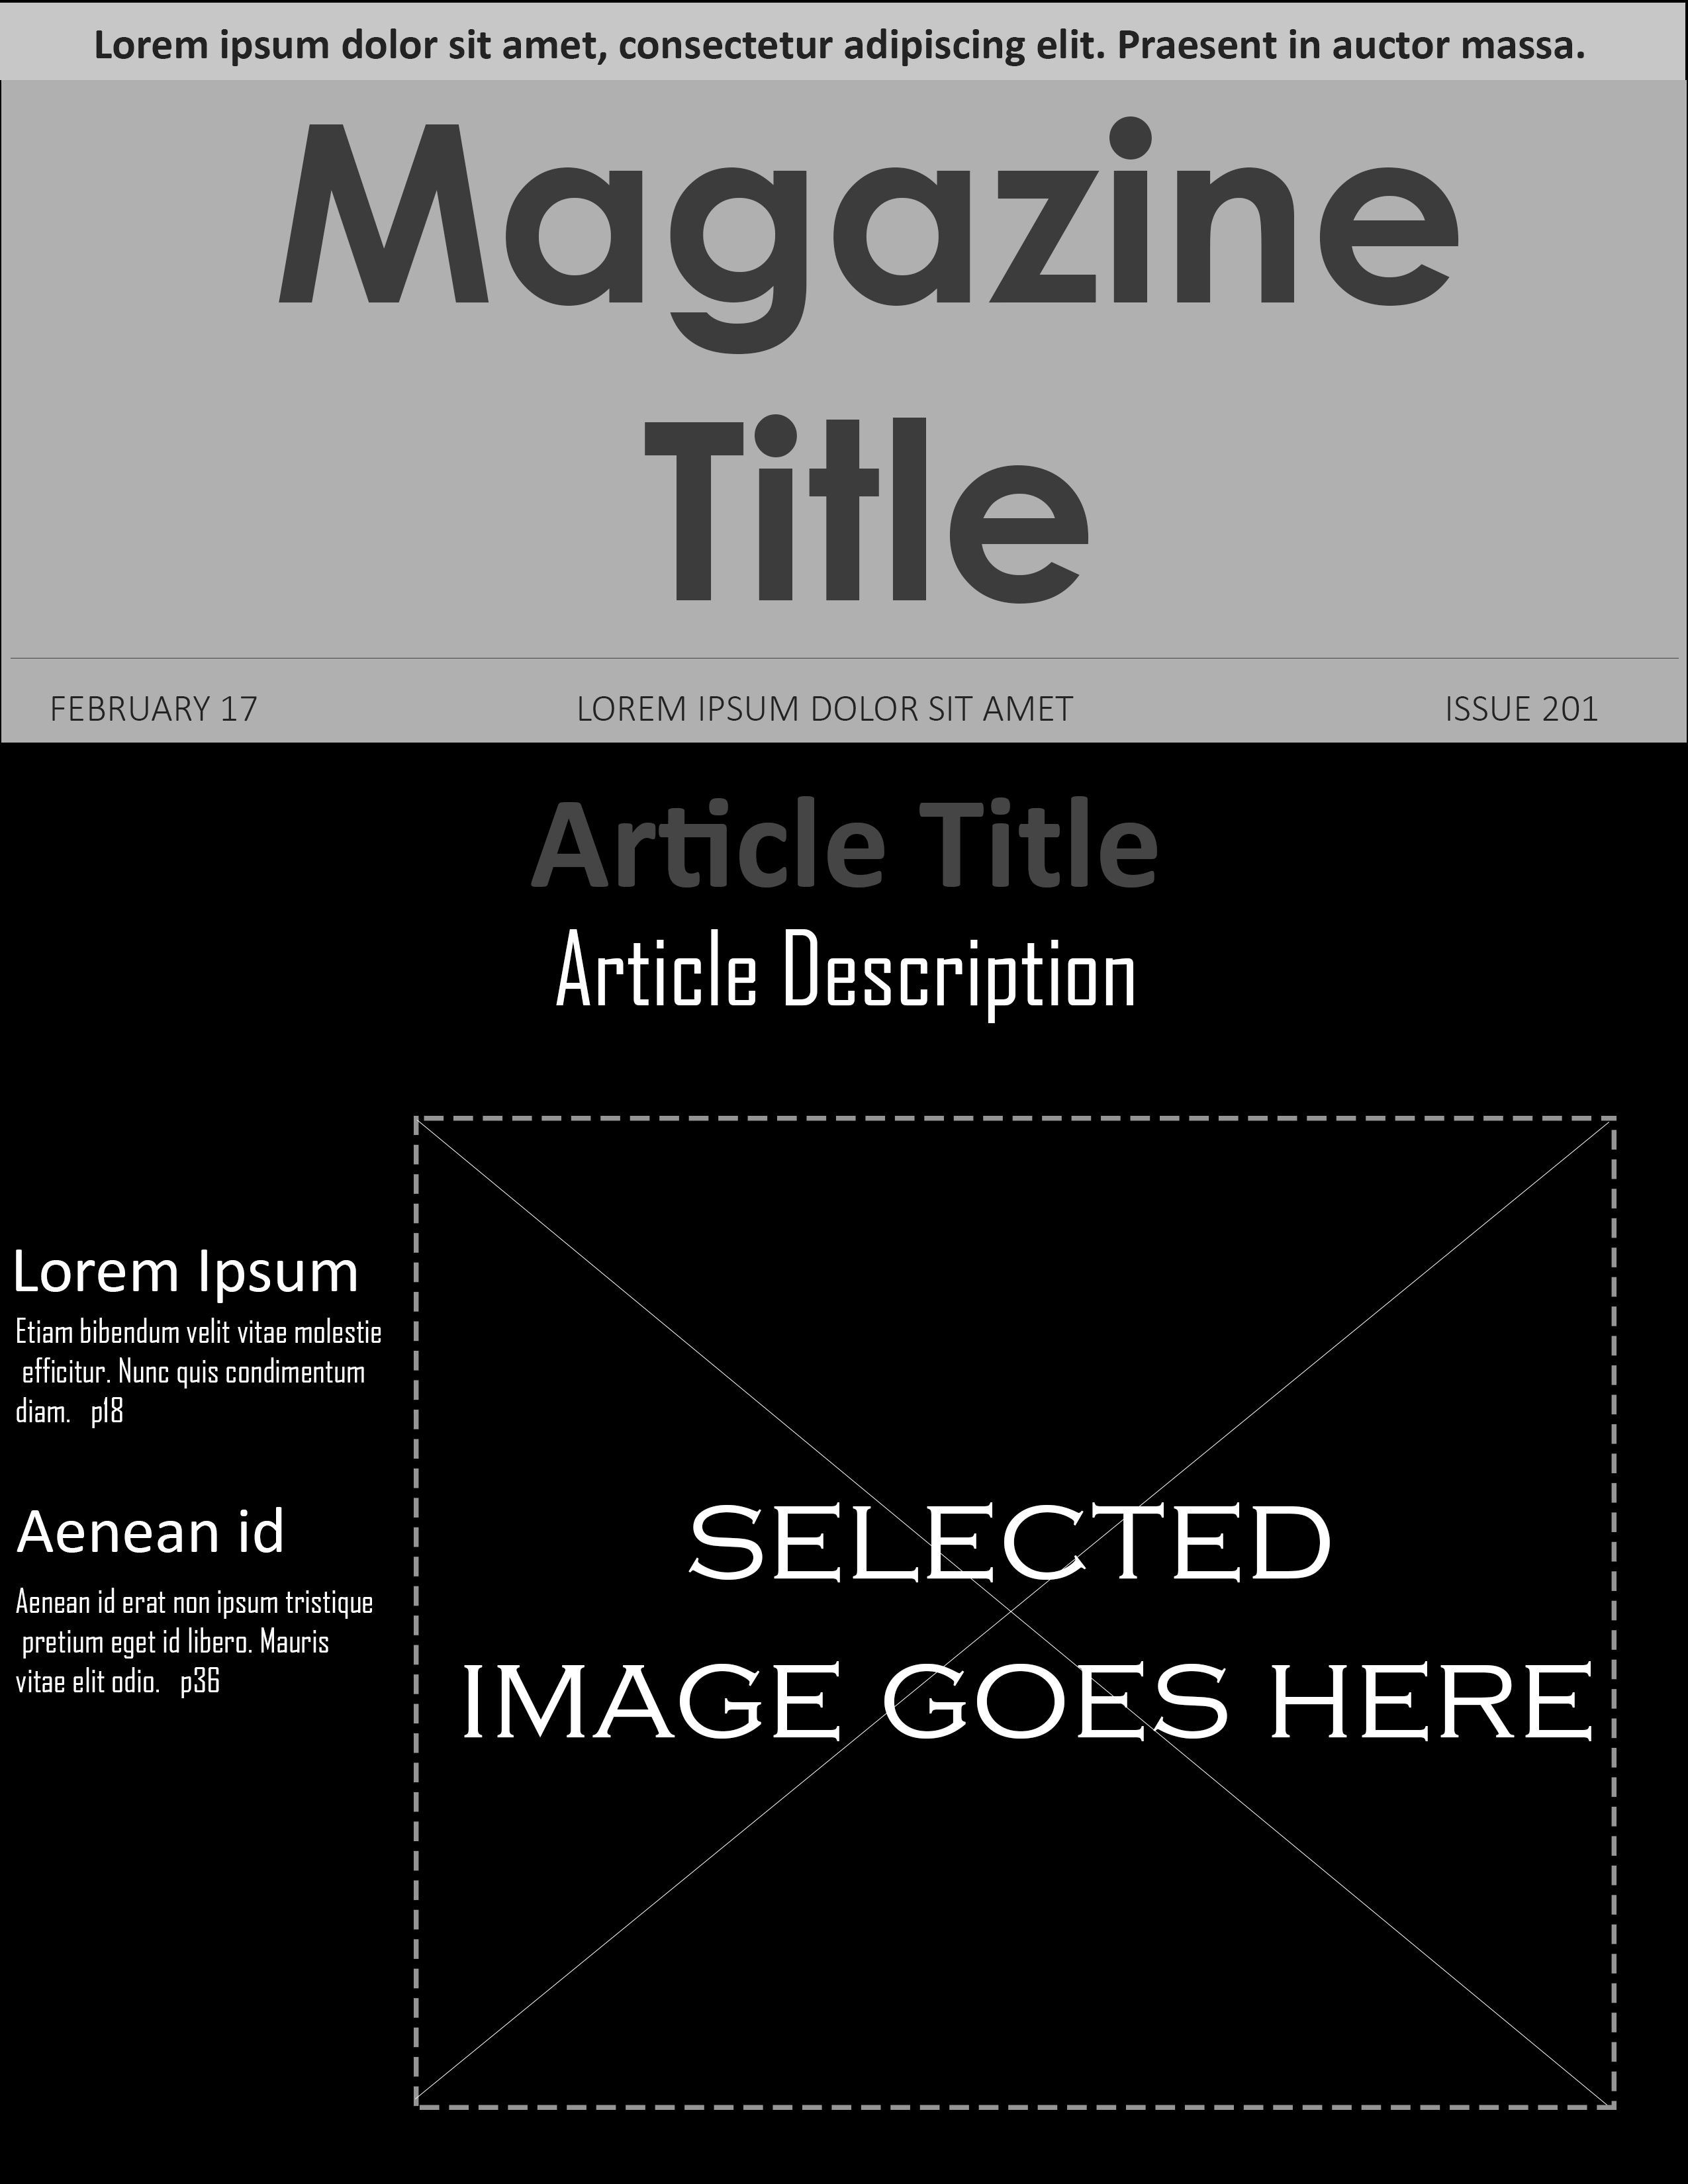 Lorem ipsum dolor sit amet, consectetur adipiscing elit. Praesent in auctor massa.
Magazine
Title
FEBRUARY 17
LOREM IPSUM DOLOR SIT AMET
ISSUE 201
Article Title
Article Description
Lorem Ipsum
Etiam bibendum velit vitae molestie
efficitur. Nunc quis condimentum
diam. p18
Aenean id
Aenean id erat non ipsum tristique
pretium eget id libero. Mauris
vitae elit odio. p36
SELECTED
IMAGE GOES HERE